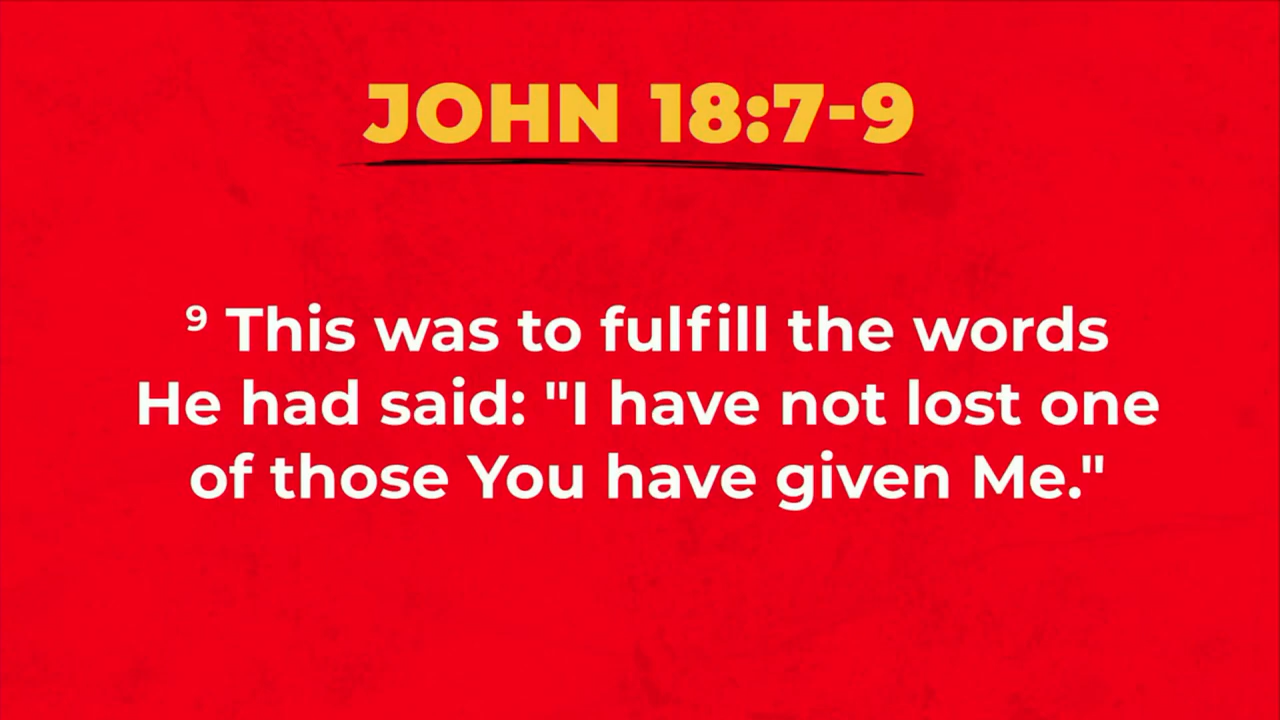 JOHN 18:7-9
⁹ This was to fulfill the words
He had said: "I have not lost one
of those You have given Me."